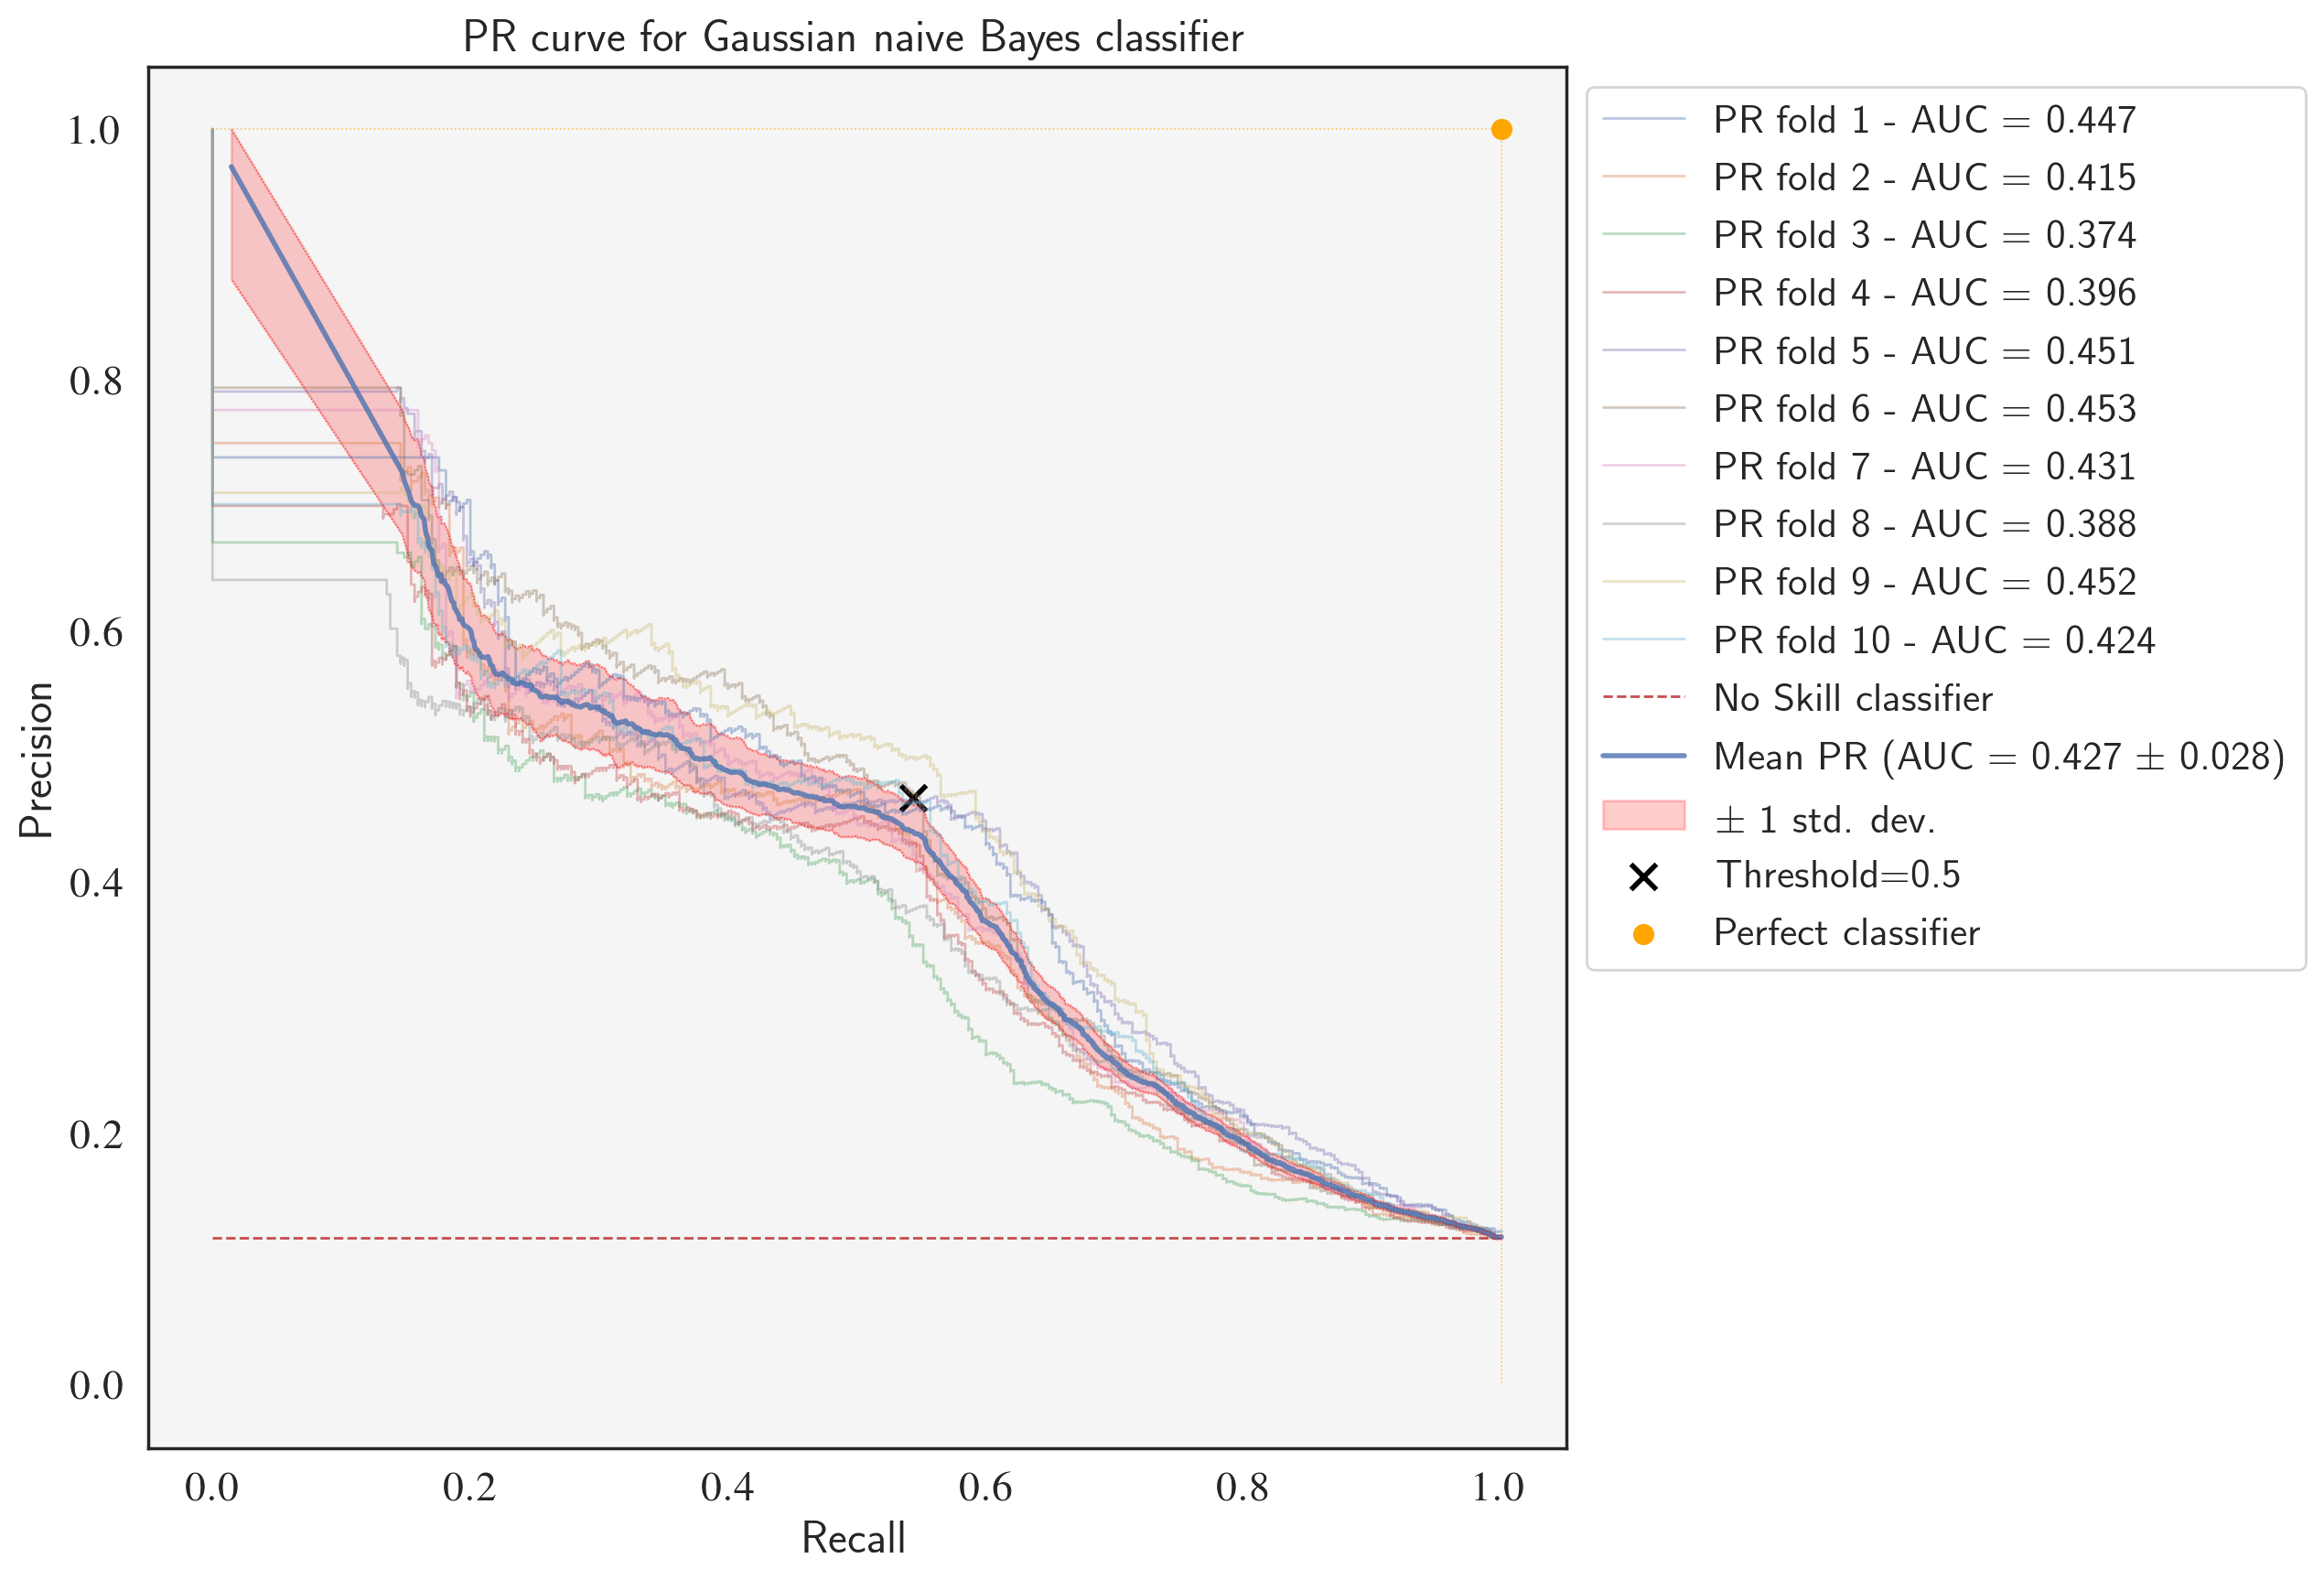 PR curve for Gaussian naive Bayes classifier
Precision
1.0
0.8
0.6
0.4
0.2
0.0
0.0 0.2 0.4 0.6 0.8 1.0
Recall
PR fold 1 - AUC = 0.447
PR fold 2 - AUC = 0.415
PR fold 3 - AUC = 0.374
PR fold 4 - AUC = 0.396
PR fold 5 - AUC = 0.451
PR fold 6 - AUC = 0.453
PR fold 7 - AUC = 0.431
PR fold 8 - AUC = 0.388
PR fold 9 - AUC = 0.452
PR fold 10 - AUC = 0.424
No Skill classifier
Mean PR (AUC = 0.427 ± 0.028)
± 1 std. dev.
Threshold=0.5
Perfect classifier